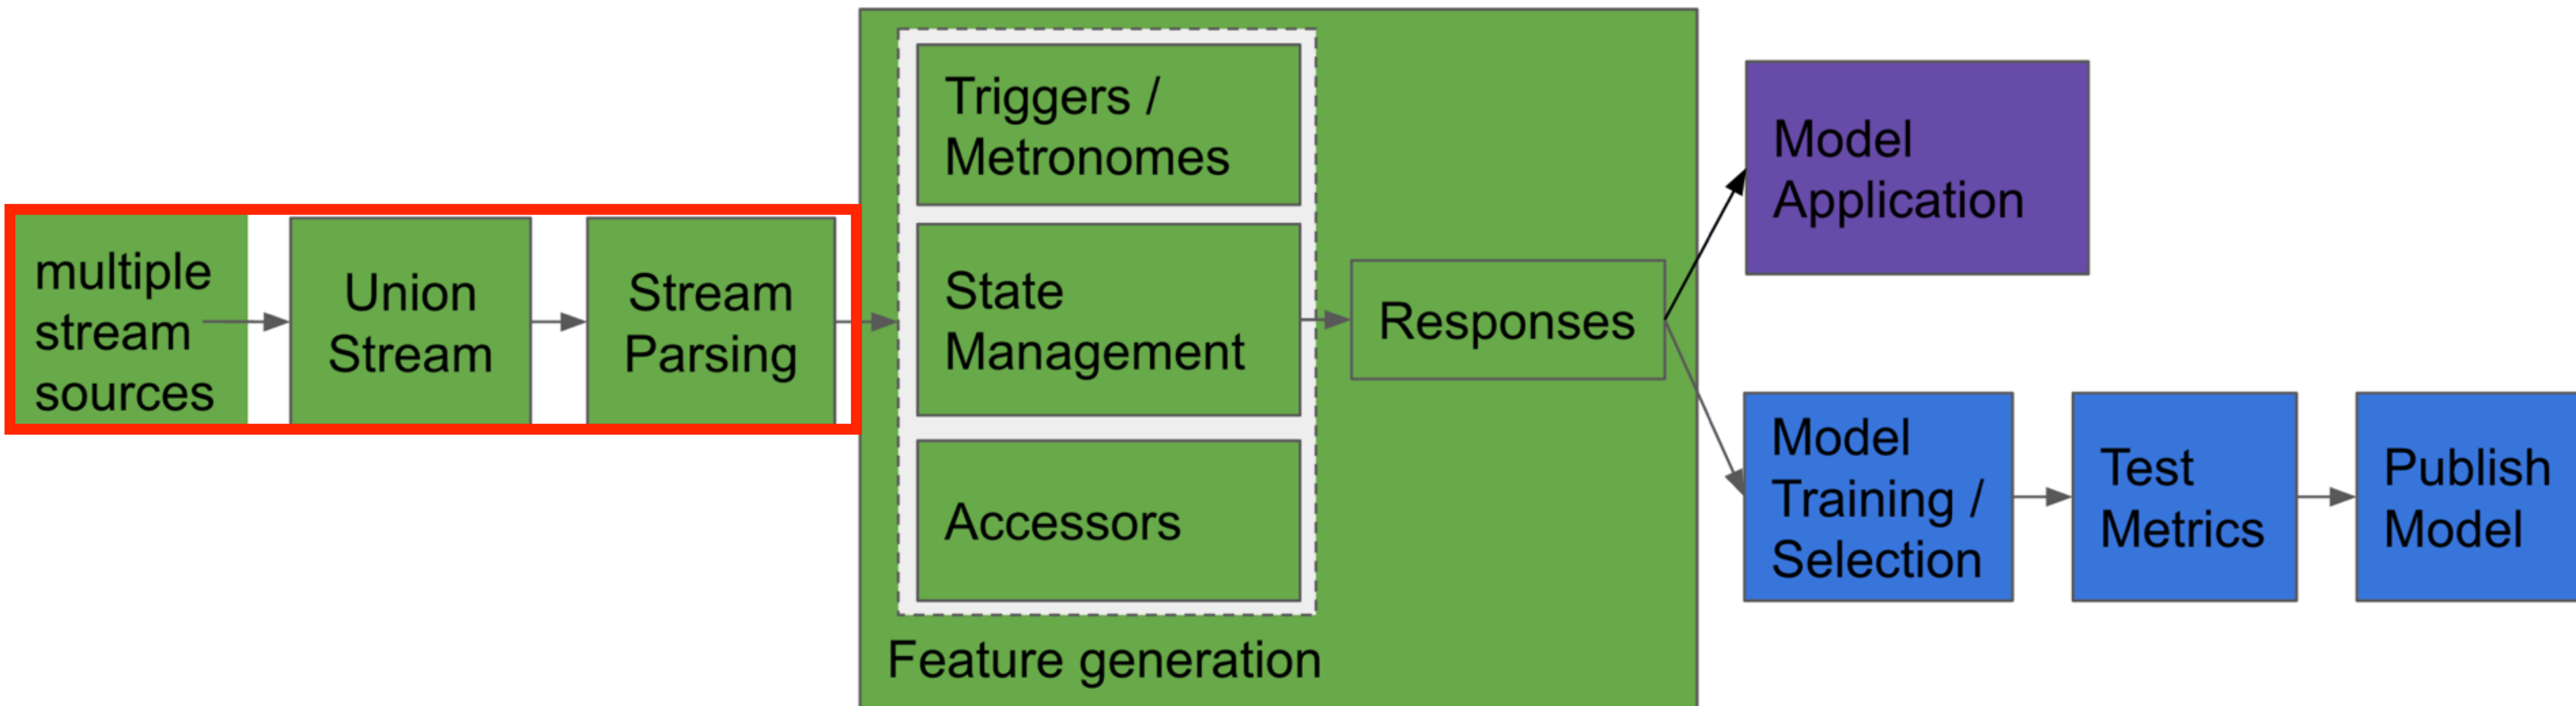 multiple
stream
sources
Union
Stream
Stream
Parsing
Triggers /
Metronomes
State
Management
Accessors
Feature generation
Responses
Model
Application
Model
Training /
Selection
Test
Metrics
Publish
Model